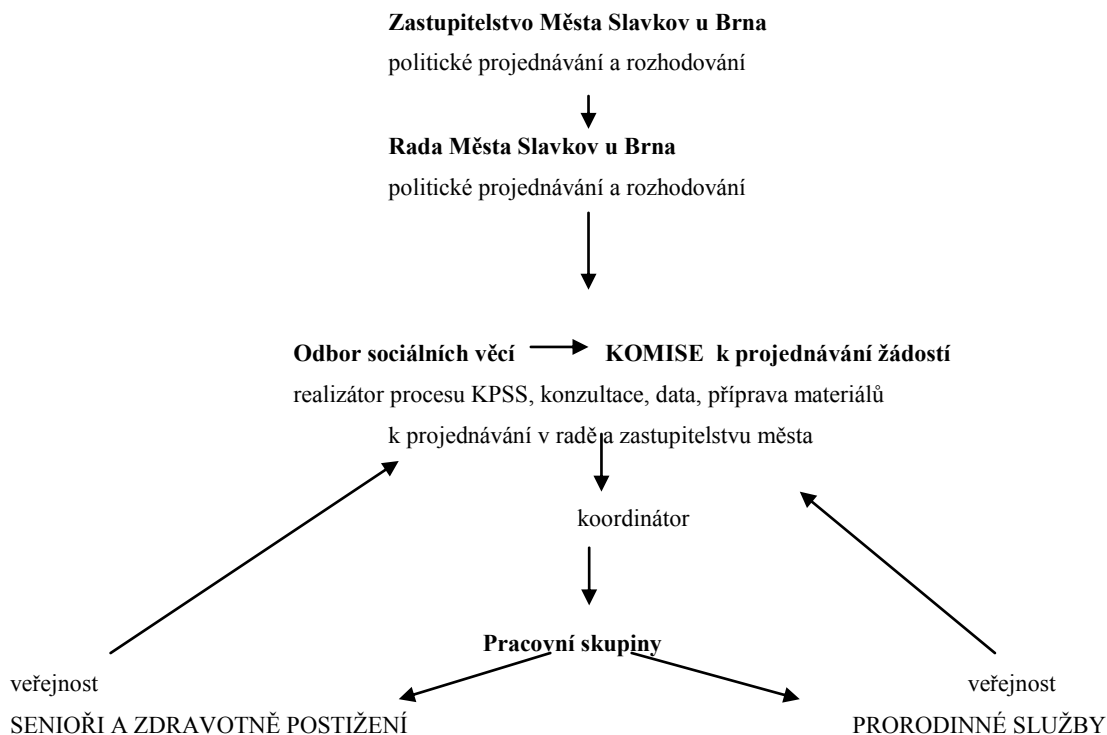 Zastupitelstvo Města Slavkov u Brna
politické projednávání a rozhodování
Rada Města Slavkov u Brna
politické projednávání a rozhodování
Odbor sociálních věcí KOMISE k projednávání žádostí
realizátor procesu KPSS, konzultace, data, příprava materiálů
k projednávání v radě a zastupitelstvu města
koordinátor
Pracovní skupiny
veřejnost veřejnost
SENIOŘI A ZDRAVOTNĚ POSTIŽENÍ PRORODINNÉ SLUŽBY